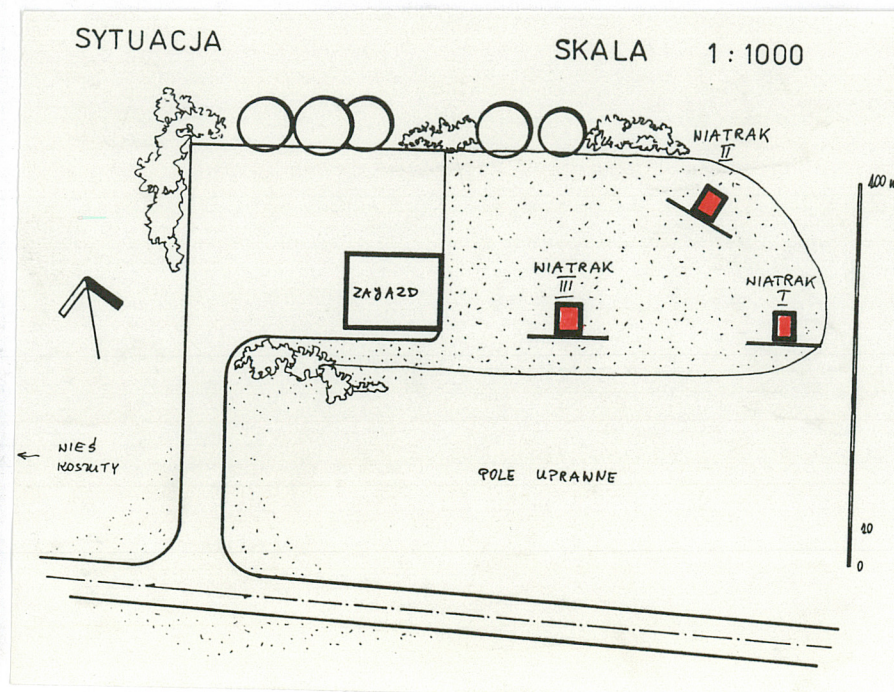 SYTUACJA
SKALA 1:1000
WIATRAK
II
100 m
ZAJAZD
WIATRAK
III
WIATRAK
I
← WIEŚ
KOSZUTY
POLE UPRAWNE
10
0